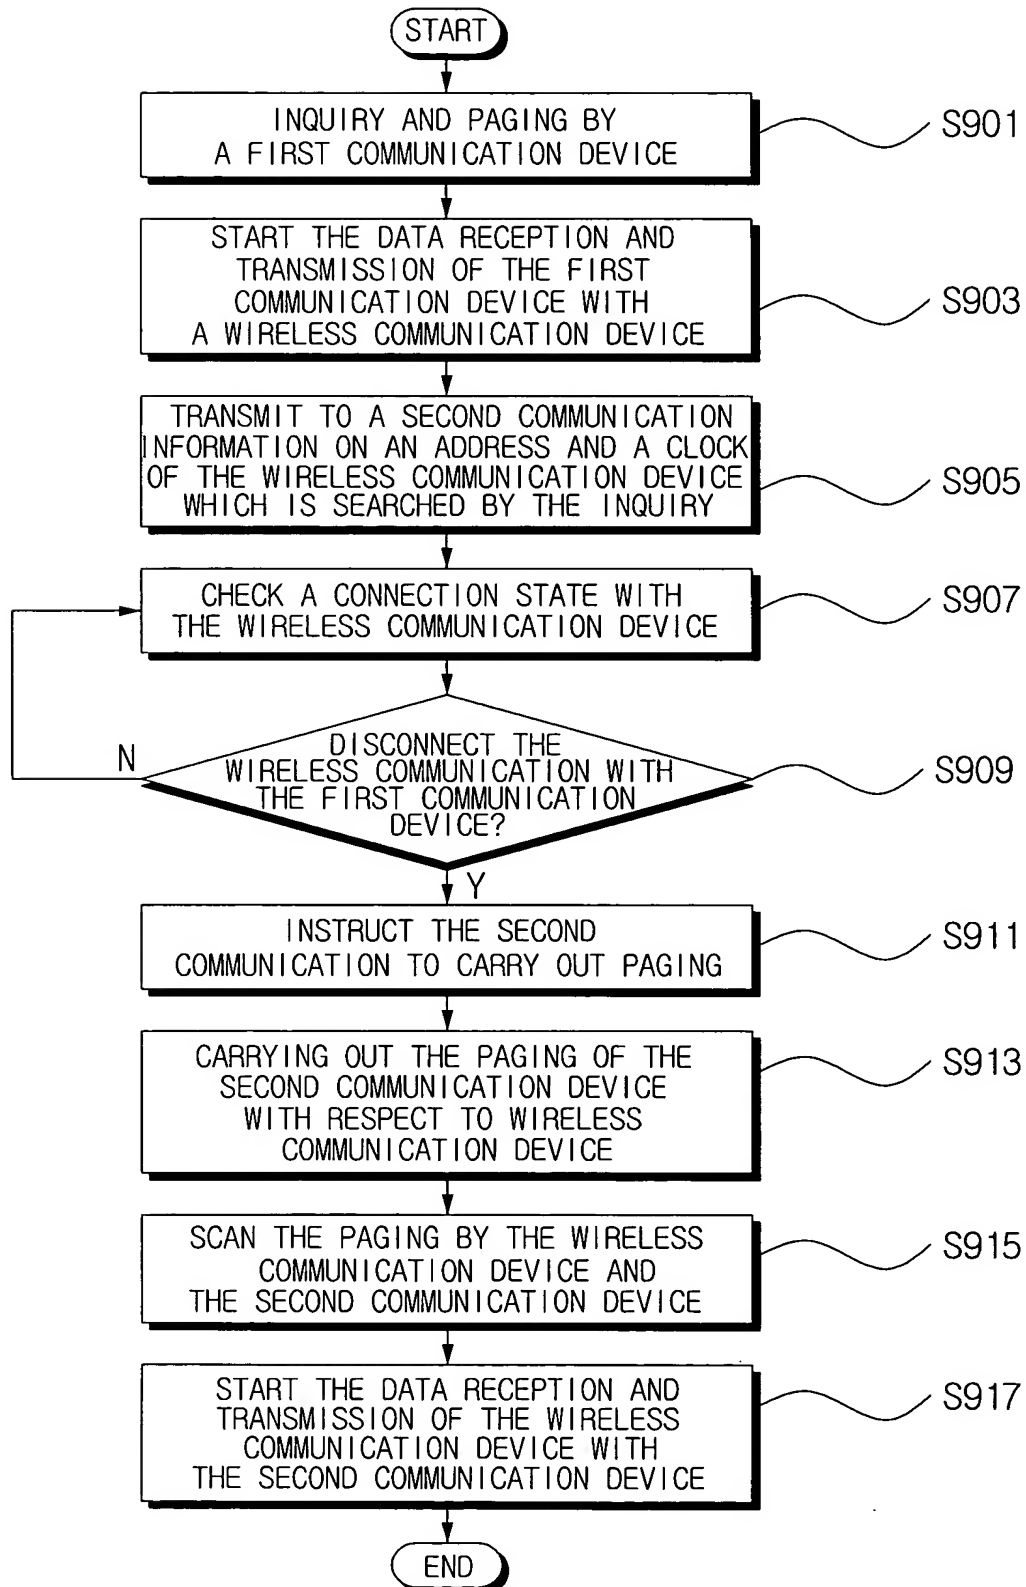 START
INQUIRY AND PAGING BY
A FIRST COMMUNICATION DEVICE
S901
START THE DATA RECEPTION AND
TRANSMISSION OF THE FIRST
COMMUNICATION DEVICE WITH
A WIRELESS COMMUNICATION DEVICE
S903
TRANSMIT TO A SECOND COMMUNICATION
INFORMATION ON AN ADDRESS AND A CLOCK
OF THE WIRELESS COMMUNICATION DEVICE
WHICH IS SEARCHED BY THE INQUIRY
S905
CHECK A CONNECTION STATE WITH
THE WIRELESS COMMUNICATION DEVICE
S907
N
DISCONNECT THE
WIRELESS COMMUNICATION WITH
THE FIRST COMMUNICATION
DEVICE?
S909
Y
INSTRUCT THE SECOND
COMMUNICATION TO CARRY OUT PAGING
S911
CARRYING OUT THE PAGING OF THE
SECOND COMMUNICATION DEVICE
WITH RESPECT TO WIRELESS
COMMUNICATION DEVICE
S913
SCAN THE PAGING BY THE WIRELESS
COMMUNICATION DEVICE AND
THE SECOND COMMUNICATION DEVICE
S915
START THE DATA RECEPTION AND
TRANSMISSION OF THE WIRELESS
COMMUNICATION DEVICE WITH
THE SECOND COMMUNICATION DEVICE
S917
END